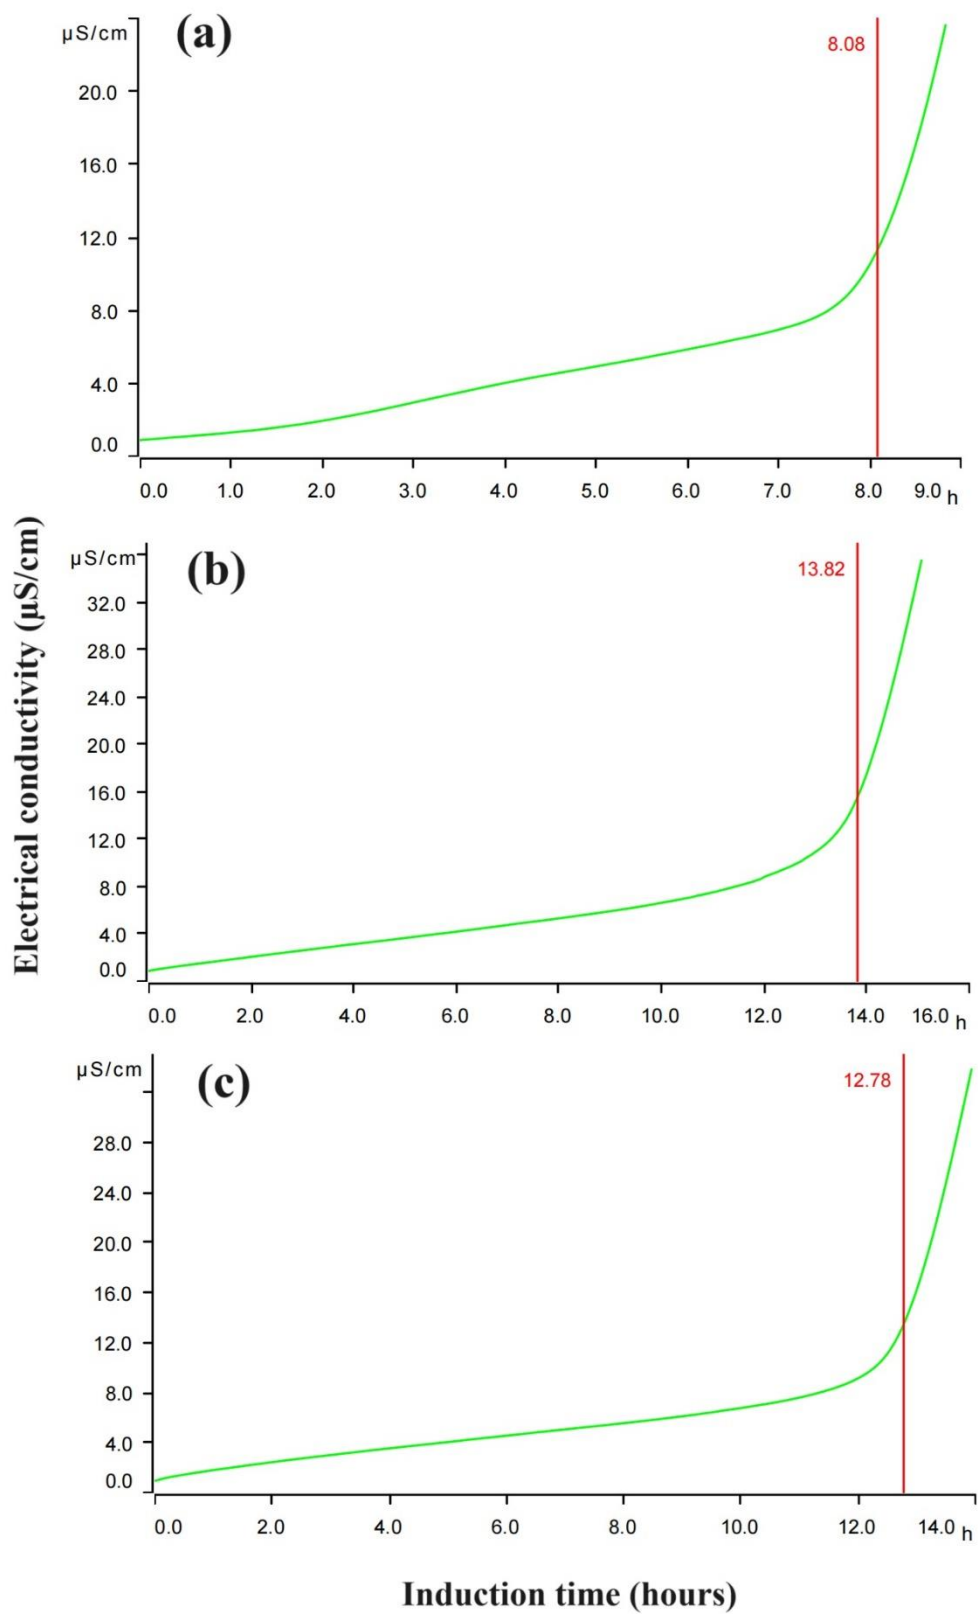 µS/cm
(a)
8.08
20.0
16.0
12.0
8.0
4.0
0.0
0.0 1.0 2.0 3.0 4.0 5.0 6.0 7.0 8.0 9.0 h
Electrical conductivity (µS/cm)
µS/cm
(b)
13.82
32.0
28.0
24.0
20.0
16.0
12.0
8.0
4.0
0.0
0.0 2.0 4.0 6.0 8.0 10.0 12.0 14.0 16.0 h
µS/cm
(c)
12.78
28.0
24.0
20.0
16.0
12.0
8.0
4.0
0.0
0.0 2.0 4.0 6.0 8.0 10.0 12.0 14.0 h
Induction time (hours)